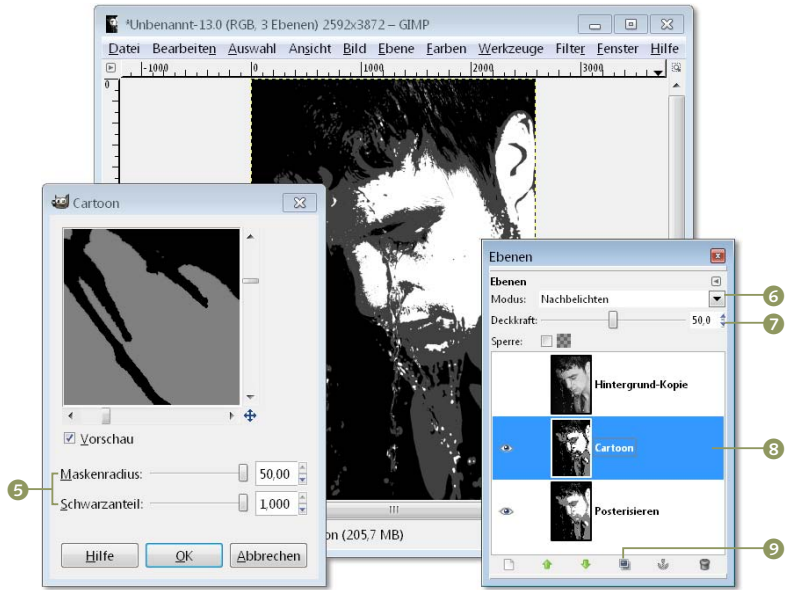 *Unbenannt-13.0 (RGB, 3 Ebenen) 2592x3872 – GIMP
Datei Bearbeiten Auswahl Ansicht Bild Ebene Farben Werkzeuge Filter Fenster Hilfe
-1000 0 1000 2000 3000
0
Cartoon
Vorschau
Maskenradius: 50,00
Schwarzanteil: 1,000
Hilfe OK Abbrechen
5
on (205,7 MB)
Ebenen
Ebenen
Modus: Nachbelichten
6
Deckkraft: 50,0
7
Sperre:
Hintergrund-Kopie
Cartoon
8
Posterisieren
9